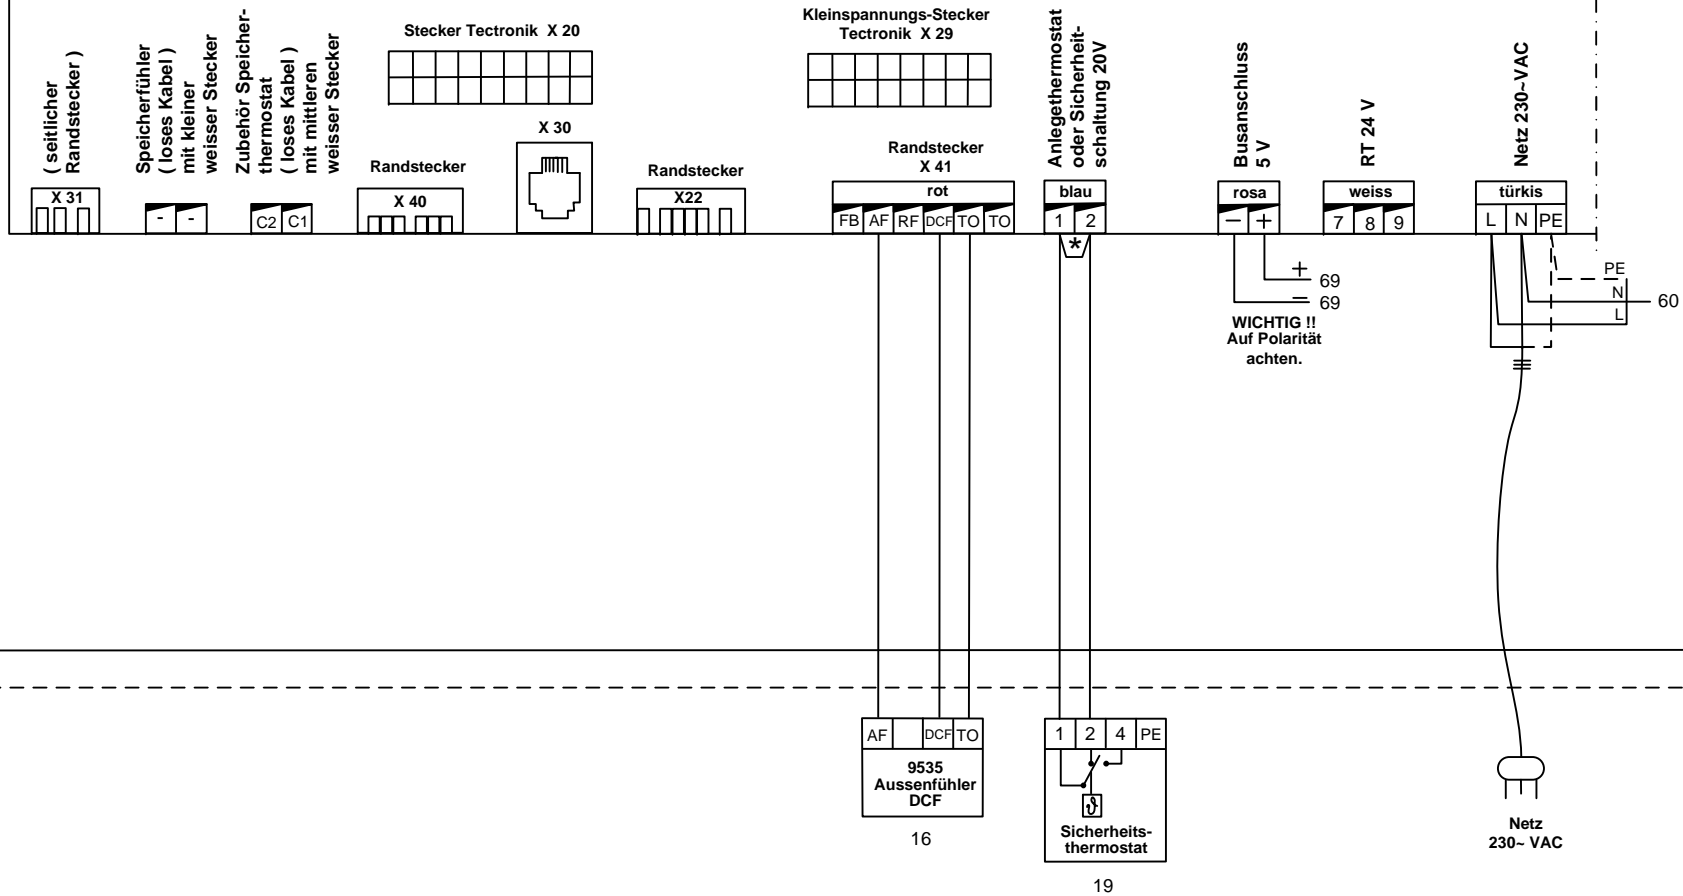 ( seitlicher
Randstecker )
X 31
Speicherfühler
( loses Kabel )
mit kleiner
weisser Stecker
- -
Zubehör Speicher-
thermostat
( loses Kabel )
mit mittleren
weisser Stecker
C2 C1
Stecker Tectronik X 20
Randstecker
X 40
X 30
Randstecker
X22
Kleinspannungs-Stecker
Tectronik X 29
Randstecker
X 41
rot
FB AF RF DCF TO TO
Anlegethermostat
oder Sicherheit-
schaltung 20V
blau
1 2
*
Busanschluss
5 V
rosa
− +
+ 69
− 69
WICHTIG !!
Auf Polarität
achten.
RT 24 V
weiss
7 8 9
Netz 230~VAC
türkis
L N PE
PE
N
L
60
AF DCF TO
9535
Aussenfühler
DCF
16
1 2 4 PE
ϑ
Sicherheits-
thermostat
19
Netz
230~ VAC